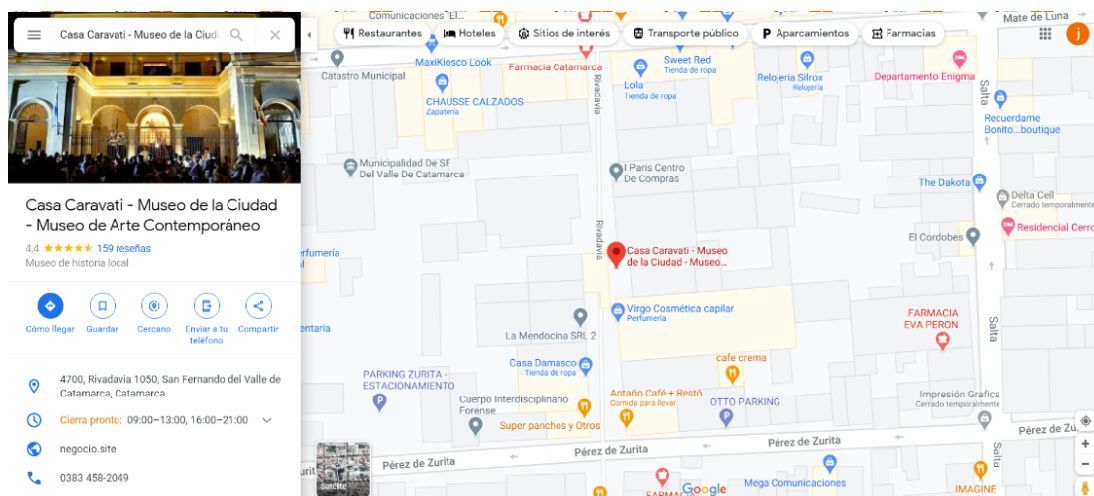 Casa Caravati - Museo de la Ciud
Casa Caravati - Museo de la Ciudad
- Museo de Arte Contemporáneo
4,4
159 reseñas
Museo de historia local
Cómo llegar
Guardar
Cercano
Enviar a tu
teléfono
Compartir
4700, Rivadavia 1050, San Fernando del Valle de
Catamarca, Catamarca
Cierra pronto: 09:00–13:00, 16:00–21:00
negocio.site
0383 458-2049
Restaurantes
Hoteles
Sitios de interés
Transporte público
P Aparcamientos
Farmacias
j
Comunicaciones
Mate de Luna
MaxiKiosco Look
Farmacia Catamarca
Sweet Red
Tienda de ropa
Catastro Municipal
Lola
Tienda de ropa
Relojeria Silrox
Relojería
Departamento Enigma
CHAUSSE CALZADOS
Zapatería
Rivadavia
Salta
Recuerdame
Bonito...boutique
Municipalidad De SF
Del Valle De Catamarca
l Paris Centro
De Compras
The Dakota
Delta Cell
Cerrado temporalmente
Residencial Cerro
El Cordobes
Rivadavia
fumería
Casa Caravati - Museo
de la Ciudad - Museo...
Virgo Cosmética capilar
Perfumería
FARMACIA
EVA PERON
Salta
entaria
La Mendocina SRL 2
Casa Damasco
Tienda de ropa
cafe crema
PARKING ZURITA -
ESTACIONAMIENTO
P
Cuerpo Interdisciplinario
Forense
Antaño Café + Restó
Comida para llevar
OTTO PARKING
P
Impresión Grafica
Cerrado temporalmente
Super panchos y Otros
Pérez de Zurita
Pérez de Zurita
Pérez de Zurita
Pérez de Zu
Salta
Satélite
Google
Mega Comunicaciones
IMAGINE
+
−